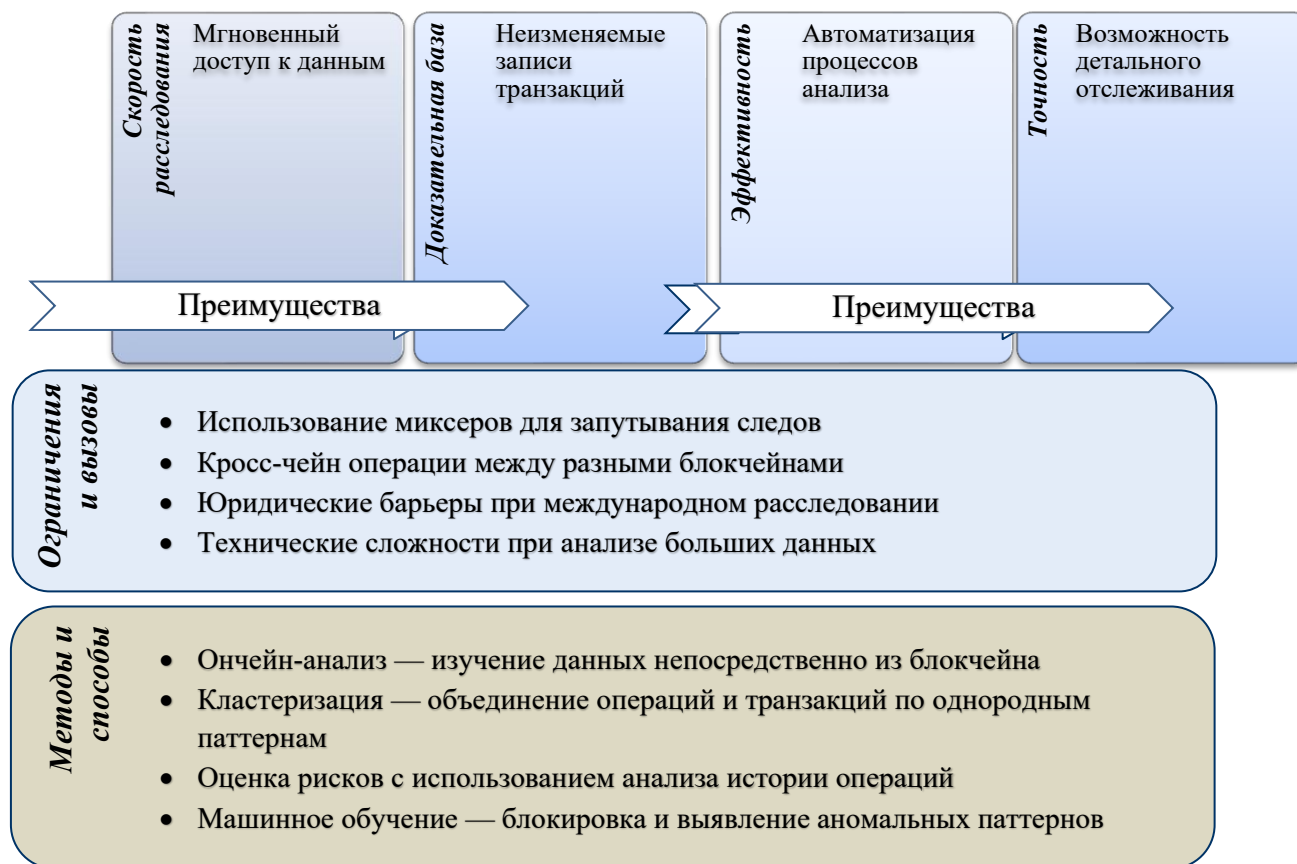 Скорость
расследования
Мгновенный
доступ к данным
Доказательная база
Неизменяемые
записи
транзакций
Эффективность
Автоматизация
процессов
анализа
Точность
Возможность
детального
отслеживания
Преимущества
Преимущества
Ограничения
и вызовы
• Использование миксеров для запутывания следов
• Кросс-чейн операции между разными блокчейнами
• Юридические барьеры при международном расследовании
• Технические сложности при анализе больших данных
Методы и
способы
• Ончейн-анализ — изучение данных непосредственно из блокчейна
• Кластеризация — объединение операций и транзакций по однородным
паттернам
• Оценка рисков с использованием анализа истории операций
• Машинное обучение — блокировка и выявление аномальных паттернов